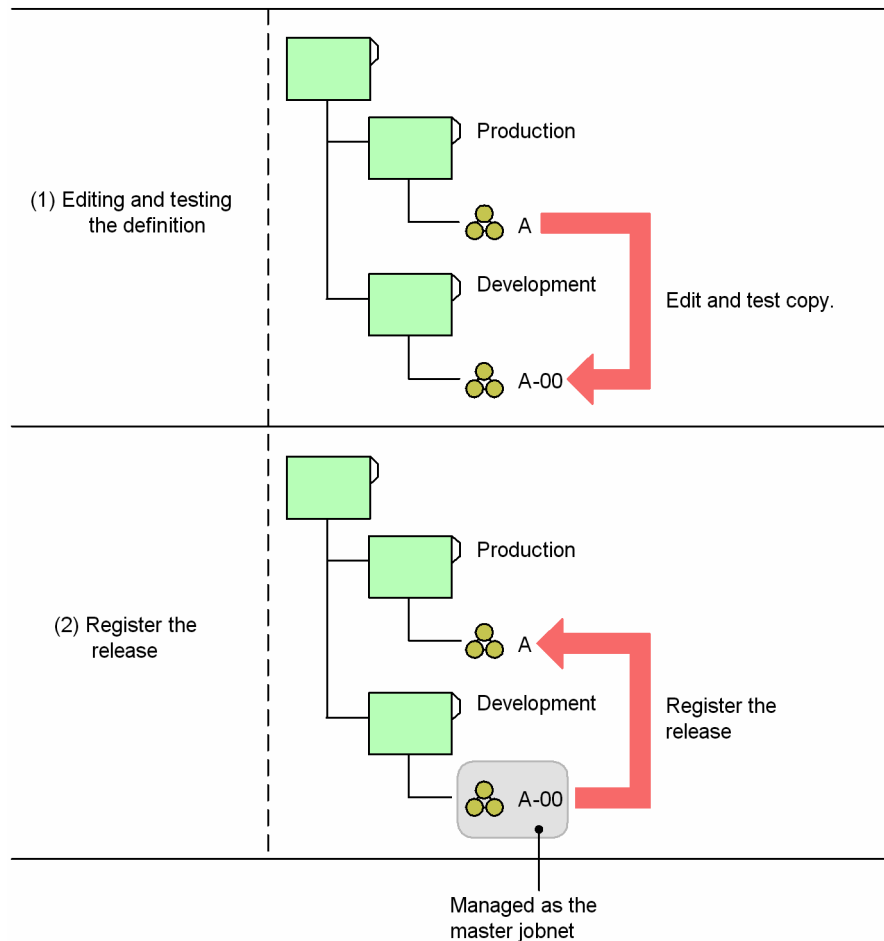 (1) Editing and testing
the definition
Production
A
Development
Edit and test copy.
A-00
(2) Register the
release
Production
A
Development
Register the
release
A-00
Managed as the
master jobnet